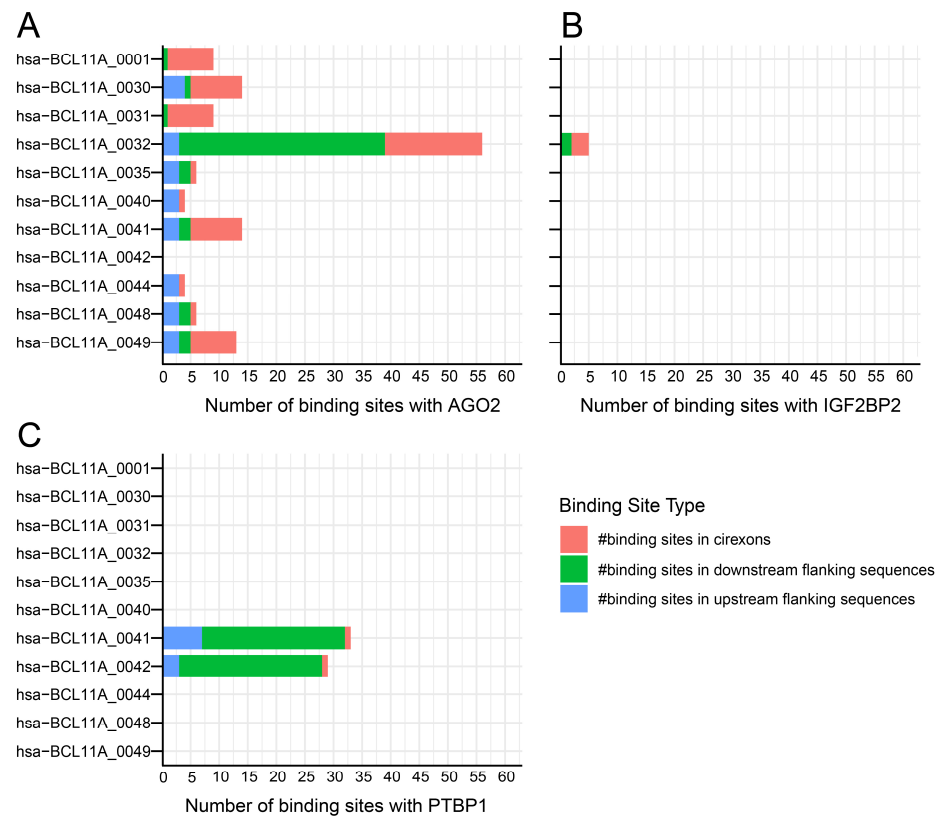 A
hsa−BCL11A_0001
hsa−BCL11A_0030
hsa−BCL11A_0031
hsa−BCL11A_0032
hsa−BCL11A_0035
hsa−BCL11A_0040
hsa−BCL11A_0041
hsa−BCL11A_0042
hsa−BCL11A_0044
hsa−BCL11A_0048
hsa−BCL11A_0049
0 5 10 15 20 25 30 35 40 45 50 55 60
Number of binding sites with AGO2
B
0 5 10 15 20 25 30 35 40 45 50 55 60
Number of binding sites with IGF2BP2
C
hsa−BCL11A_0001
hsa−BCL11A_0030
hsa−BCL11A_0031
hsa−BCL11A_0032
hsa−BCL11A_0035
hsa−BCL11A_0040
hsa−BCL11A_0041
hsa−BCL11A_0042
hsa−BCL11A_0044
hsa−BCL11A_0048
hsa−BCL11A_0049
0 5 10 15 20 25 30 35 40 45 50 55 60
Number of binding sites with PTBP1
Binding Site Type
#binding sites in cirexons
#binding sites in downstream flanking sequences
#binding sites in upstream flanking sequences